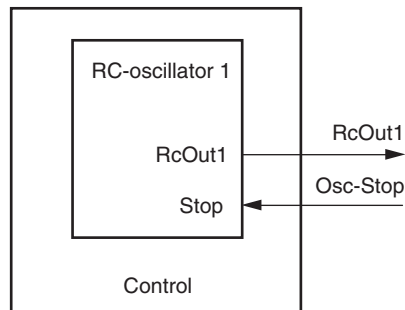 RC-oscillator 1
RcOut1
RcOut1
Osc-Stop
Stop
Control